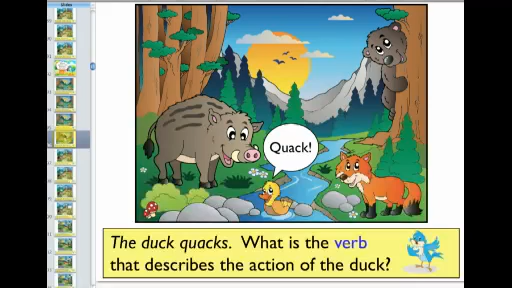 Quack!
The duck quacks. What is the verb
that describes the action of the duck?